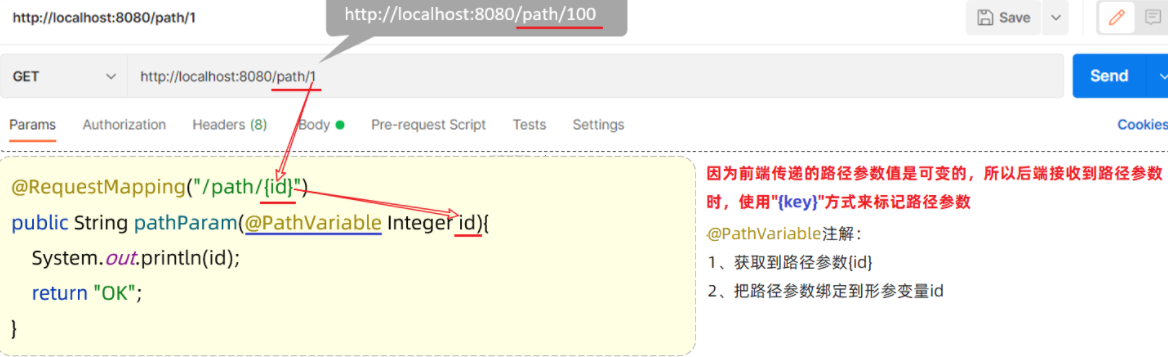 http://localhost:8080/path/1
http://localhost:8080/path/100
Save
GET
http://localhost:8080/path/1
Send
Params
Authorization
Headers (8)
Body
Pre-request Script
Tests
Settings
Cookies
@RequestMapping("/path/{id}")
public String pathParam(@PathVariable Integer id){
System.out.println(id);
return "OK";
}
因为前端传递的路径参数值是可变的，所以后端接收到路径参数
时，使用"{key}"方式来标记路径参数
@PathVariable注解：
1、获取到路径参数{id}
2、把路径参数绑定到形参变量id